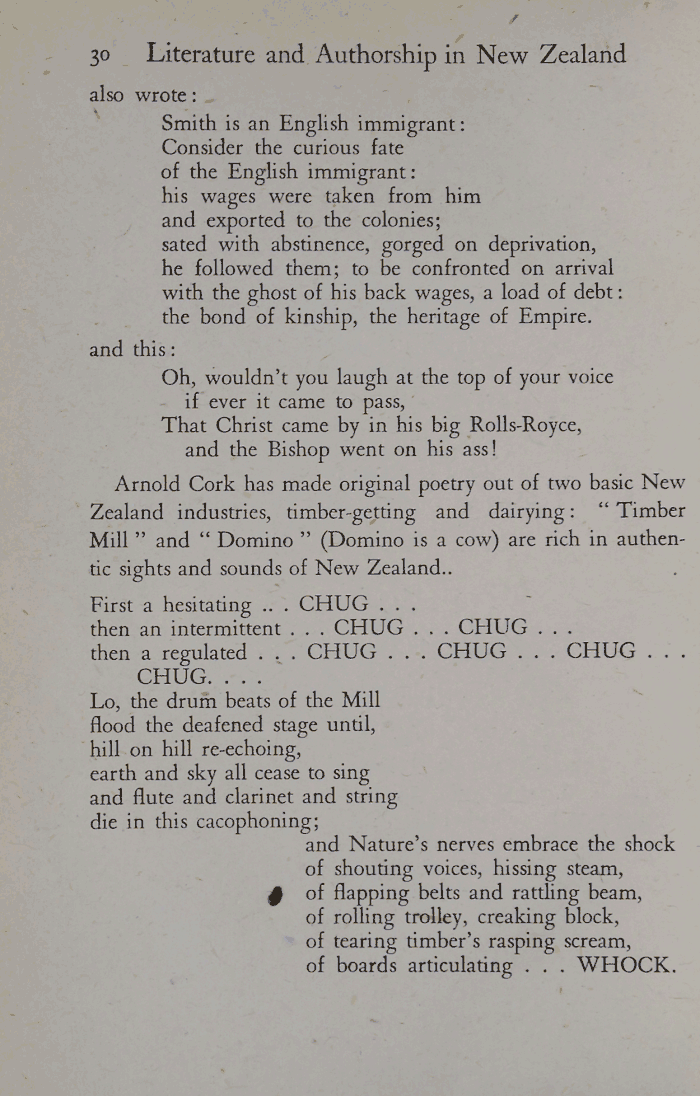 30 Literature and Authorship in New Zealand
also wrote :
Smith is an English immigrant :
Consider the curious fate
of the English immigrant :
his wages were taken from him
and exported to the colonies;
sated with abstinence, gorged on deprivation,
he followed them; to be confronted on arrival
with the ghost of his back wages, a load of debt :
the bond of kinship, the heritage of Empire.
and this :
Oh, wouldn't you laugh at the top of your voice
if ever it came to pass,
That Christ came by in his big Rolls-Royce,
and the Bishop went on his ass!
Arnold Cork has made original poetry out of two basic New
Zealand industries, timber-getting and dairying : " Timber
Mill " and " Domino " (Domino is a cow) are rich in authen-
tic sights and sounds of New Zealand..
First a hesitating .. . CHUG . . .
then an intermittent . . . CHUG . . . CHUG . . .
then a regulated . . . CHUG . . . CHUG . . . CHUG . . .
CHUG. . . .
Lo, the drum beats of the Mill
flood the deafened stage until,
hill on hill re-echoing,
earth and sky all cease to sing
and flute and clarinet and string
die in this cacophoning;
and Nature's nerves embrace the shock
of shouting voices, hissing steam,
of flapping belts and rattling beam,
of rolling trolley, creaking block,
of tearing timber's rasping scream,
of boards articulating . . . WHOCK.